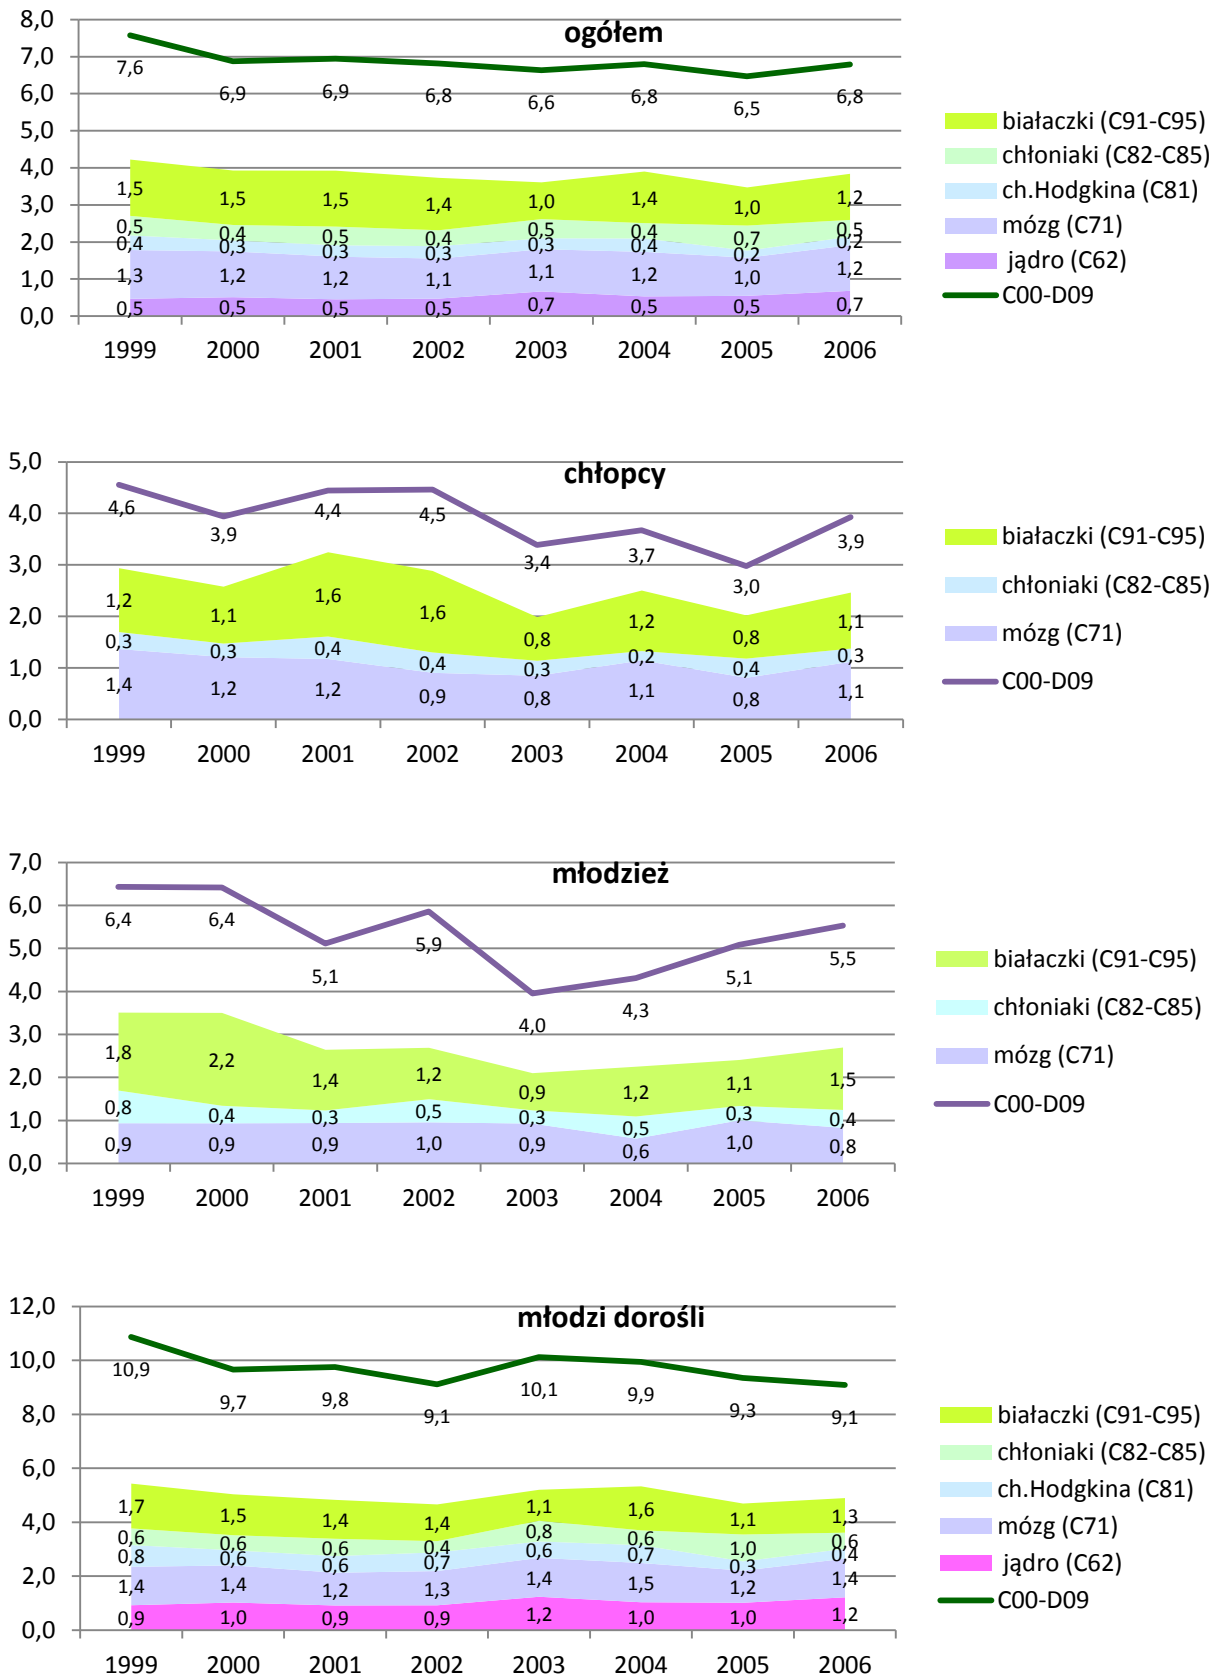 ogółem
8,0
7,0
6,0
5,0
4,0
3,0
2,0
1,0
0,0
7,6 6,9 6,9 6,8 6,6 6,8 6,5 6,8
1,5 1,5 1,5 1,4 1,0 1,4 1,0 1,2
0,5 0,4 0,5 0,4 0,5 0,4 0,7 0,5
0,4 0,3 0,3 0,3 0,3 0,4 0,2 0,2
1,3 1,2 1,2 1,1 1,1 1,2 1,0 1,2
0,5 0,5 0,5 0,5 0,7 0,5 0,5 0,7
1999 2000 2001 2002 2003 2004 2005 2006
białaczki (C91-C95)
chłoniaki (C82-C85)
ch.Hodgkina (C81)
mózg (C71)
jądro (C62)
C00-D09
chłopcy
5,0
4,0
3,0
2,0
1,0
0,0
4,6 3,9 4,4 4,5 3,4 3,7 3,0 3,9
1,2 1,1 1,6 1,6 0,8 1,2 0,8 1,1
0,3 0,3 0,4 0,4 0,3 0,2 0,4 0,3
1,4 1,2 1,2 0,9 0,8 1,1 0,8 1,1
1999 2000 2001 2002 2003 2004 2005 2006
białaczki (C91-C95)
chłoniaki (C82-C85)
mózg (C71)
C00-D09
młodzież
7,0
6,0
5,0
4,0
3,0
2,0
1,0
0,0
6,4 6,4 5,1 5,9 4,0 4,3 5,1 5,5
1,8 2,2 1,4 1,2 0,9 1,2 1,1 1,5
0,8 0,4 0,3 0,5 0,3 0,5 0,3 0,4
0,9 0,9 0,9 1,0 0,9 0,6 1,0 0,8
1999 2000 2001 2002 2003 2004 2005 2006
białaczki (C91-C95)
chłoniaki (C82-C85)
mózg (C71)
C00-D09
młodzi dorośli
12,0
10,0
8,0
6,0
4,0
2,0
0,0
10,9 9,7 9,8 9,1 10,1 9,9 9,3 9,1
1,7 1,5 1,4 1,4 1,1 1,6 1,1 1,3
0,6 0,6 0,6 0,4 0,8 0,6 1,0 0,6
0,8 0,6 0,6 0,7 0,6 0,7 0,3 0,4
1,4 1,4 1,2 1,3 1,4 1,5 1,2 1,4
0,9 1,0 0,9 0,9 1,2 1,0 1,0 1,2
1999 2000 2001 2002 2003 2004 2005 2006
białaczki (C91-C95)
chłoniaki (C82-C85)
ch.Hodgkina (C81)
mózg (C71)
jądro (C62)
C00-D09